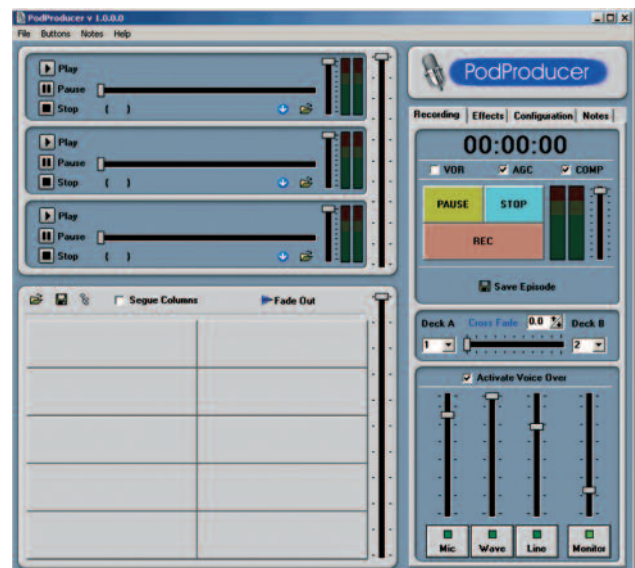 PodProducer v 1.0.0.0
File Buttons Notes Help
Play
Pause
Stop ( )
Play
Pause
Stop ( )
Play
Pause
Stop ( )
Segue Columns Fade Out
PodProducer
Recording Effects Configuration Notes
00:00:00
VOR AGC COMP
PAUSE STOP
REC
Save Episode
Deck A Cross Fade 0.0 Deck B
1 2
Activate Voice Over
Mic Wave Line Monitor